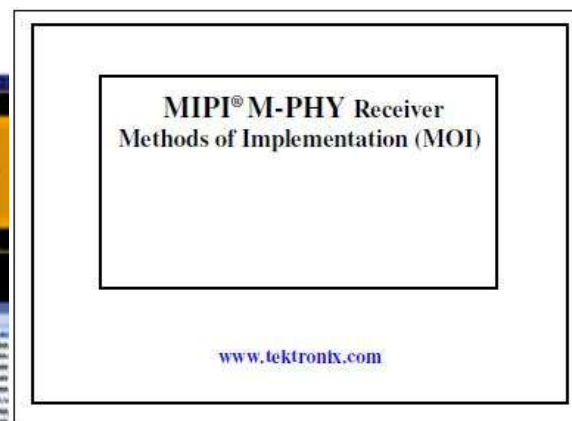 MIPI® M-PHY Receiver
Methods of Implementation (MOI)
www.tektronix.com